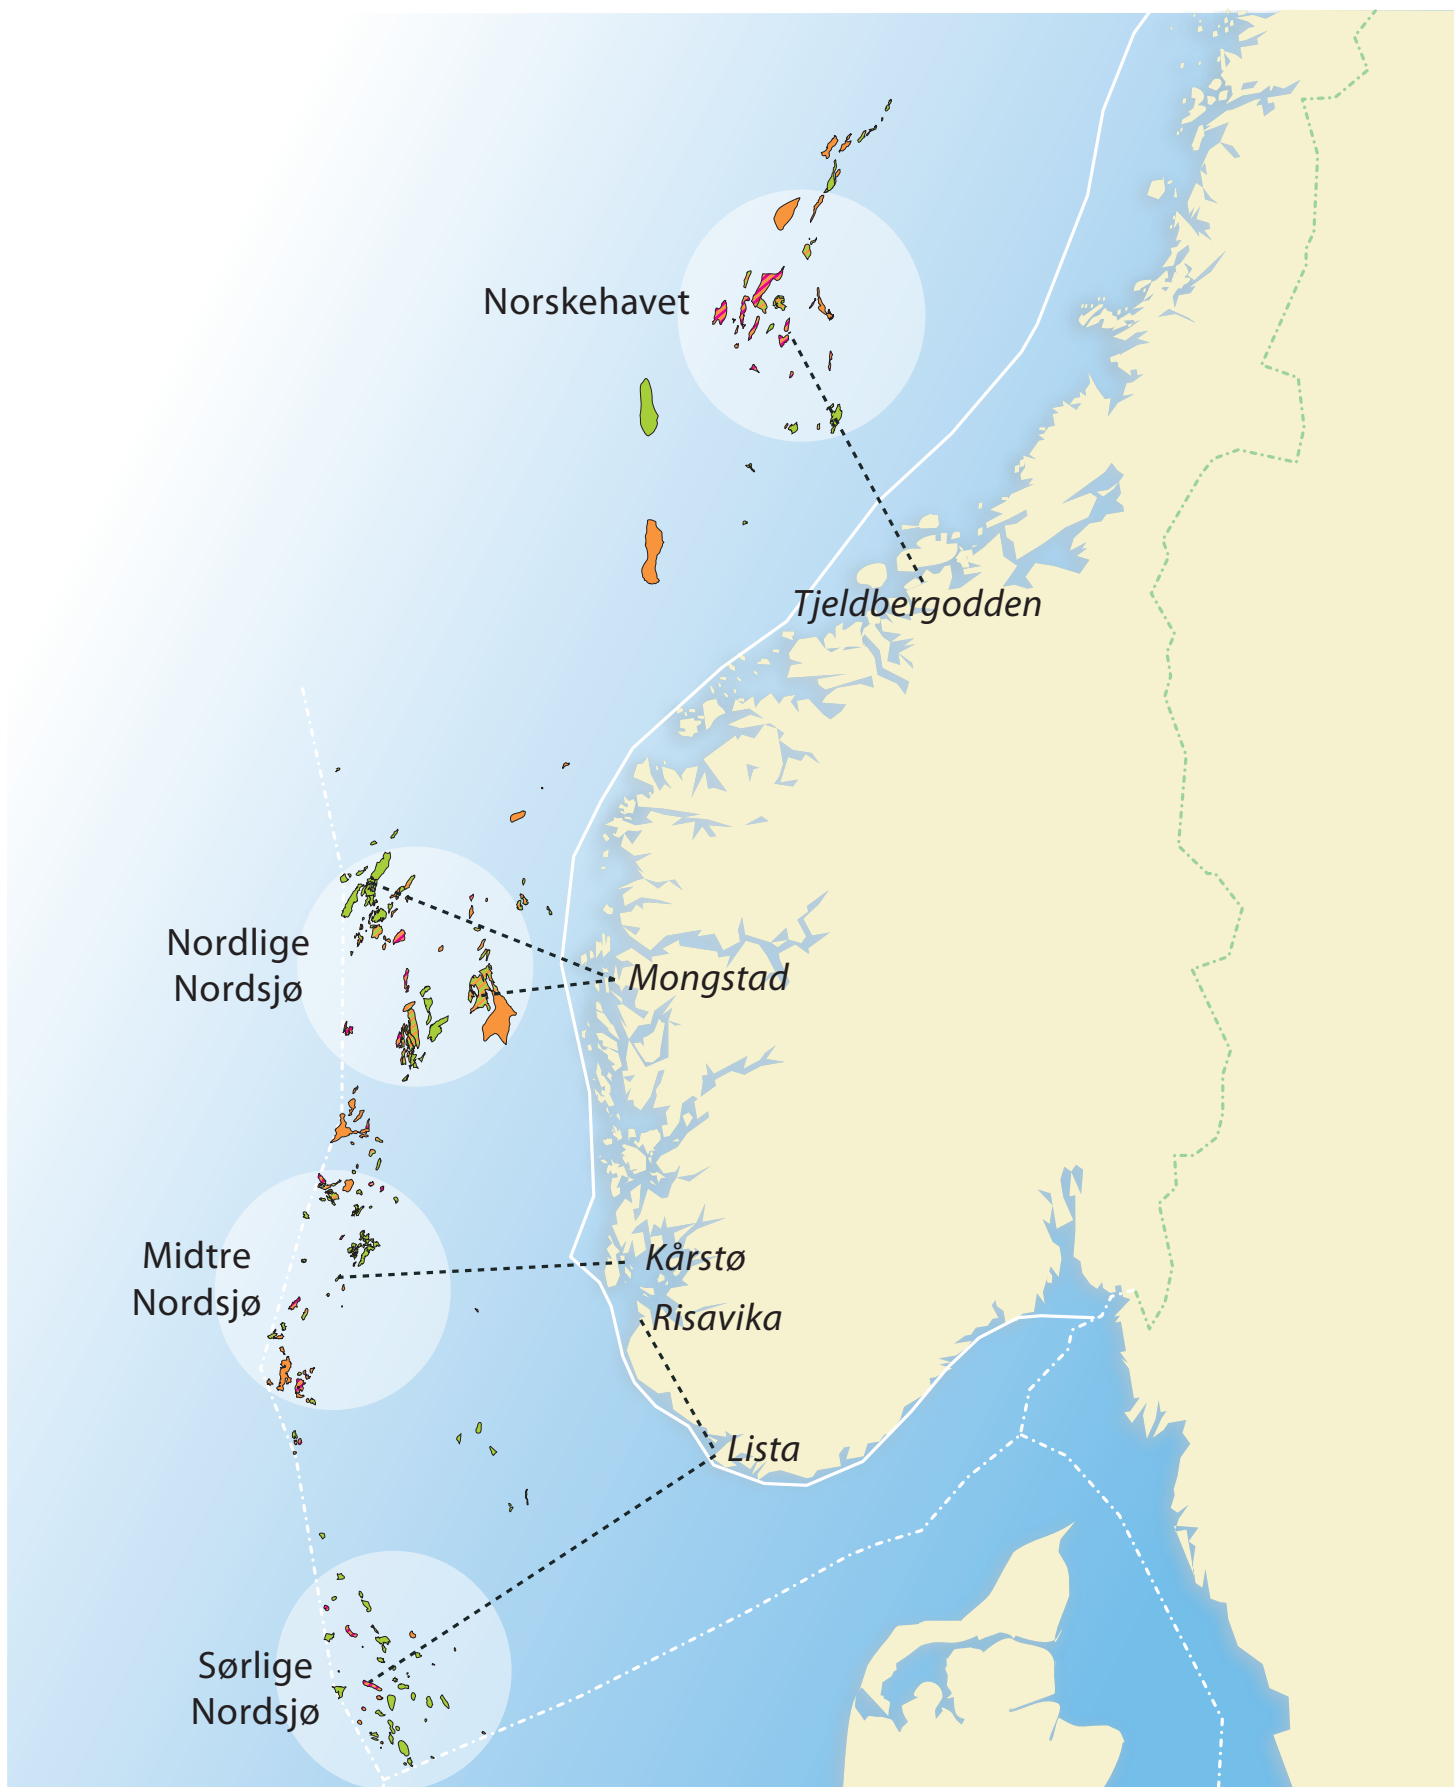 Norskehavet
Tjeldbergodden
Nordlige
Nordsjø
Mongstad
Midtre
Nordsjø
Kårstø
Risavika
Lista
Sørlige
Nordsjø